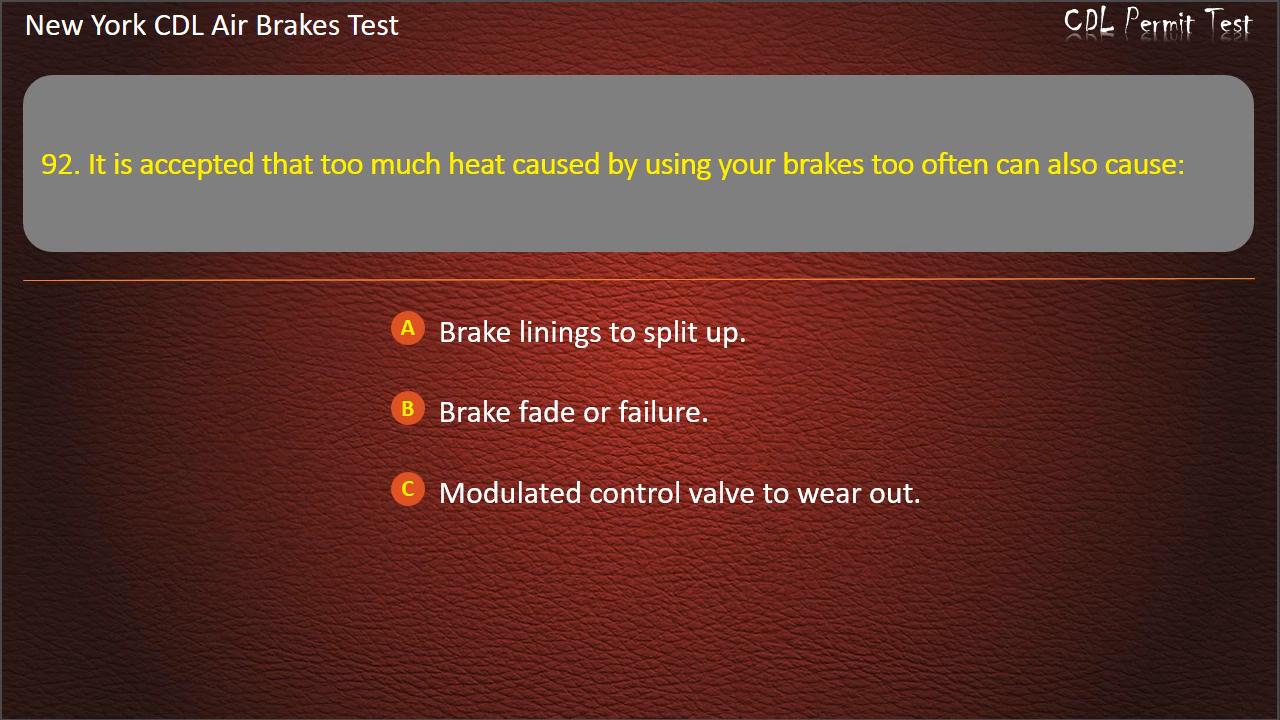 New York CDL Air Brakes Test
CDL Permit Test
92. It is accepted that too much heat caused by using your brakes too often can also cause:
A Brake linings to split up.
B Brake fade or failure.
C Modulated control valve to wear out.